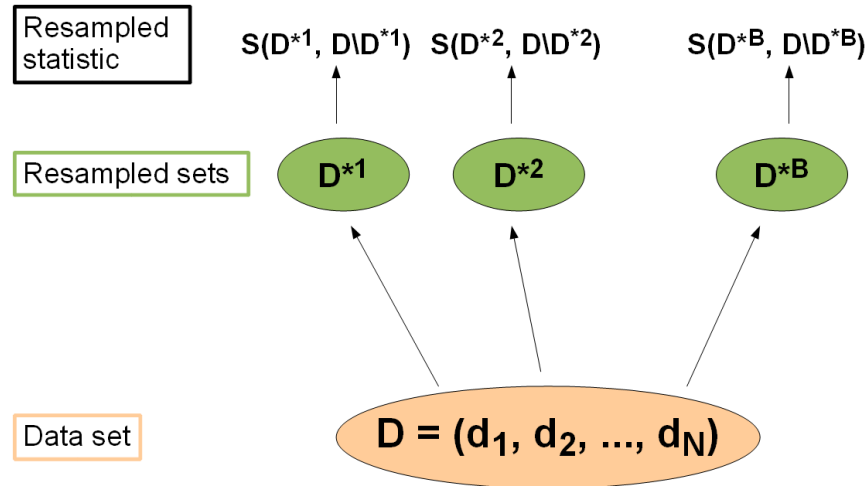 Resampled
statistic
S(D*1, D\D*1) S(D*2, D\D*2) S(D*B, D\D*B)
Resampled sets
D*1 D*2 D*B
Data set
D = (d1, d2, ..., dN)